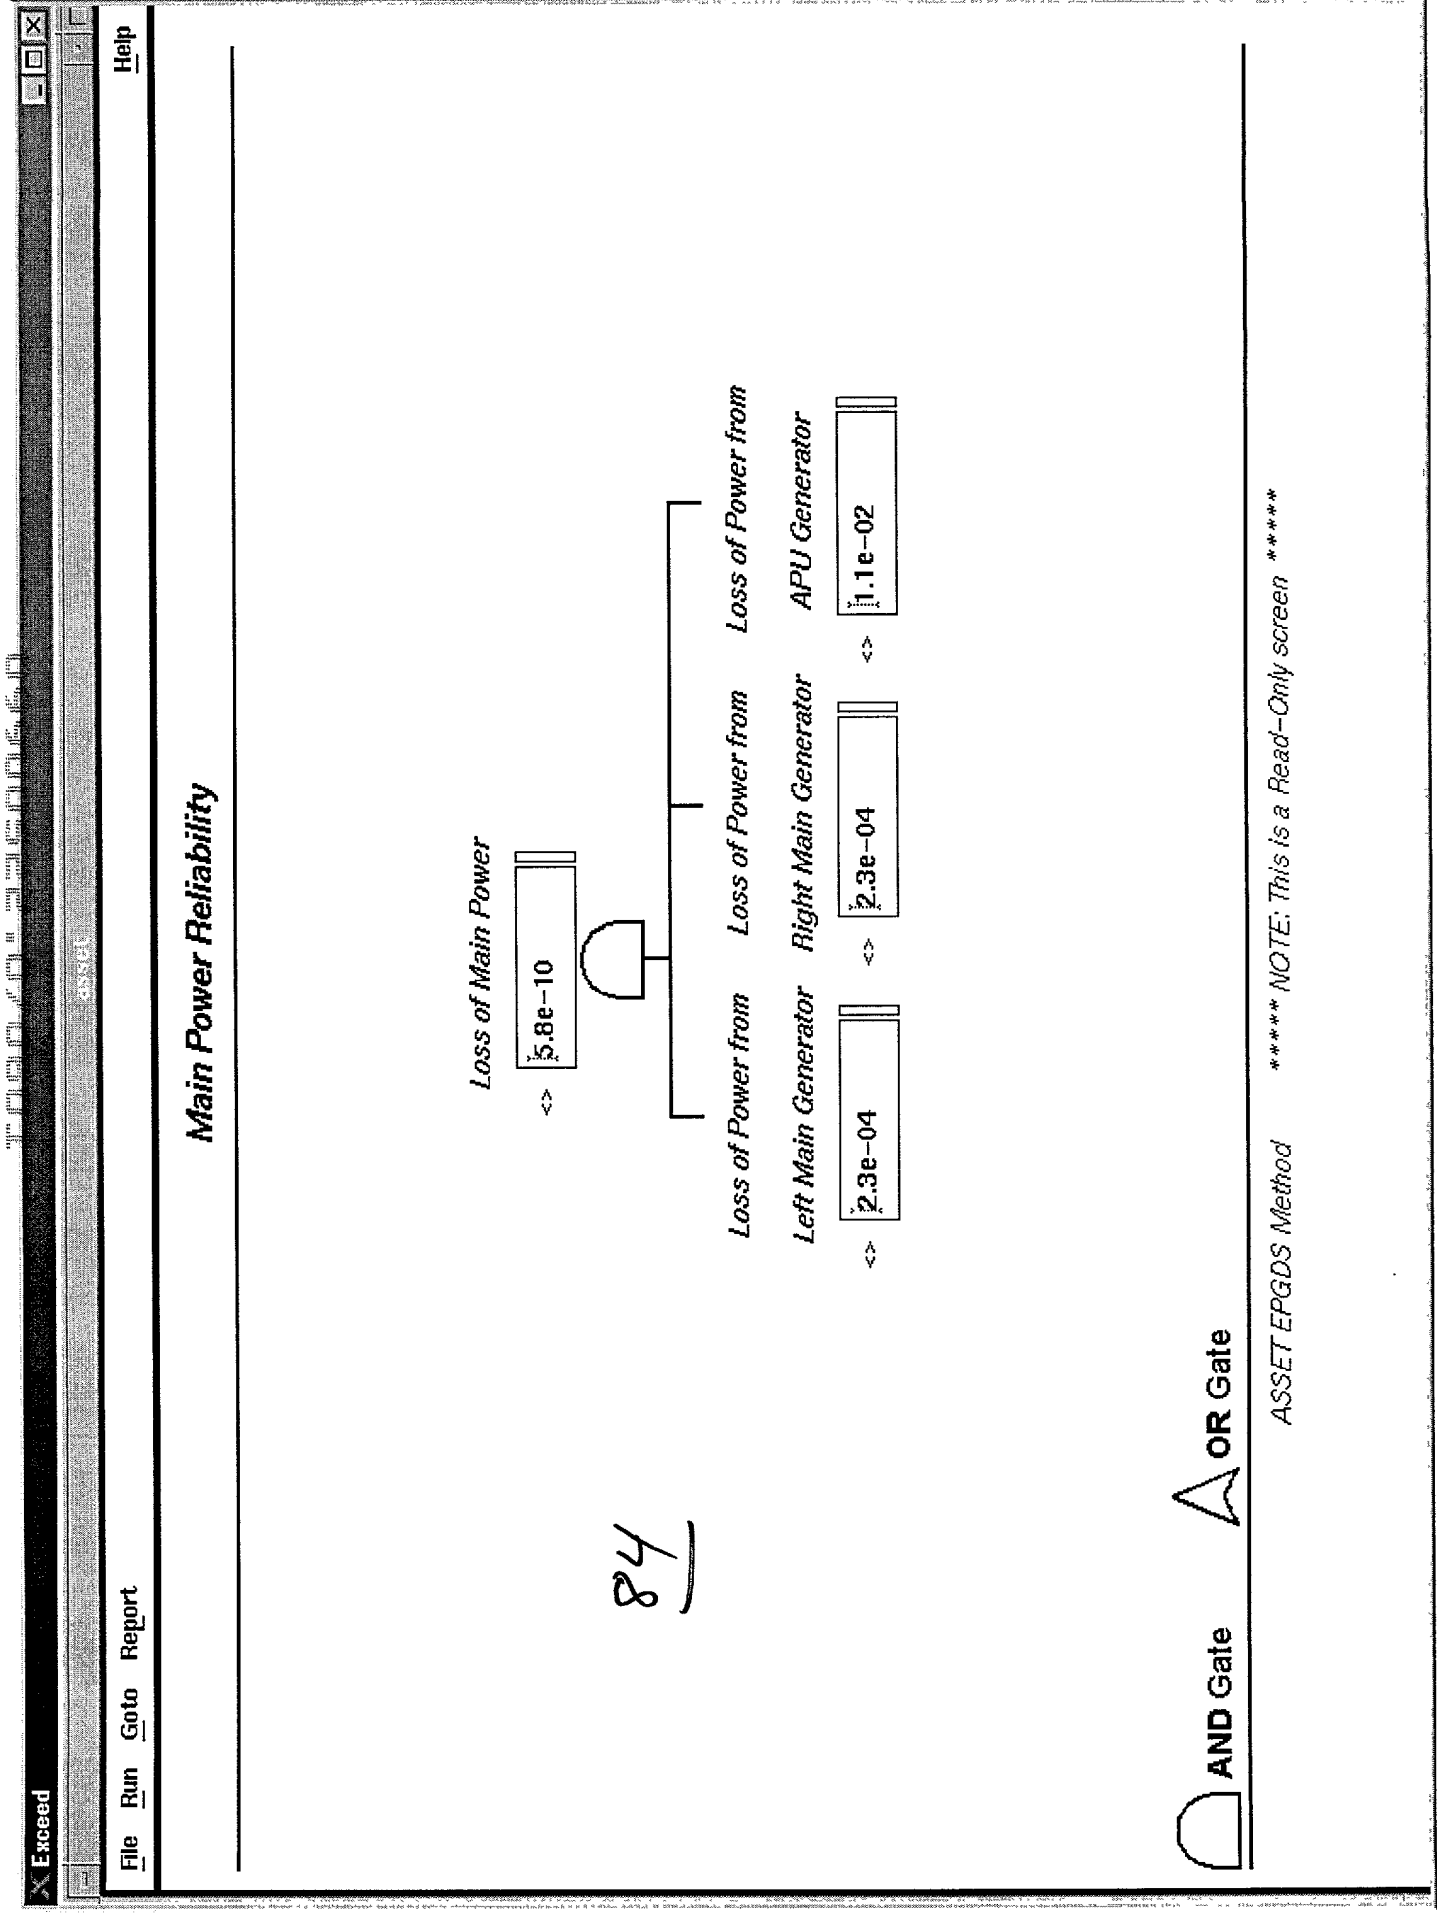 Exceed
asset
File Run Goto Report Help
Main Power Reliability
Loss of Main Power
<> 5.8e-10
Loss of Power from Loss of Power from Loss of Power from
Left Main Generator Right Main Generator APU Generator
<> 2.3e-04 <> 2.3e-04 <> 1.1e-02
84
AND Gate OR Gate
ASSET EPGDS Method ***** NOTE: This is a Read-Only screen *****